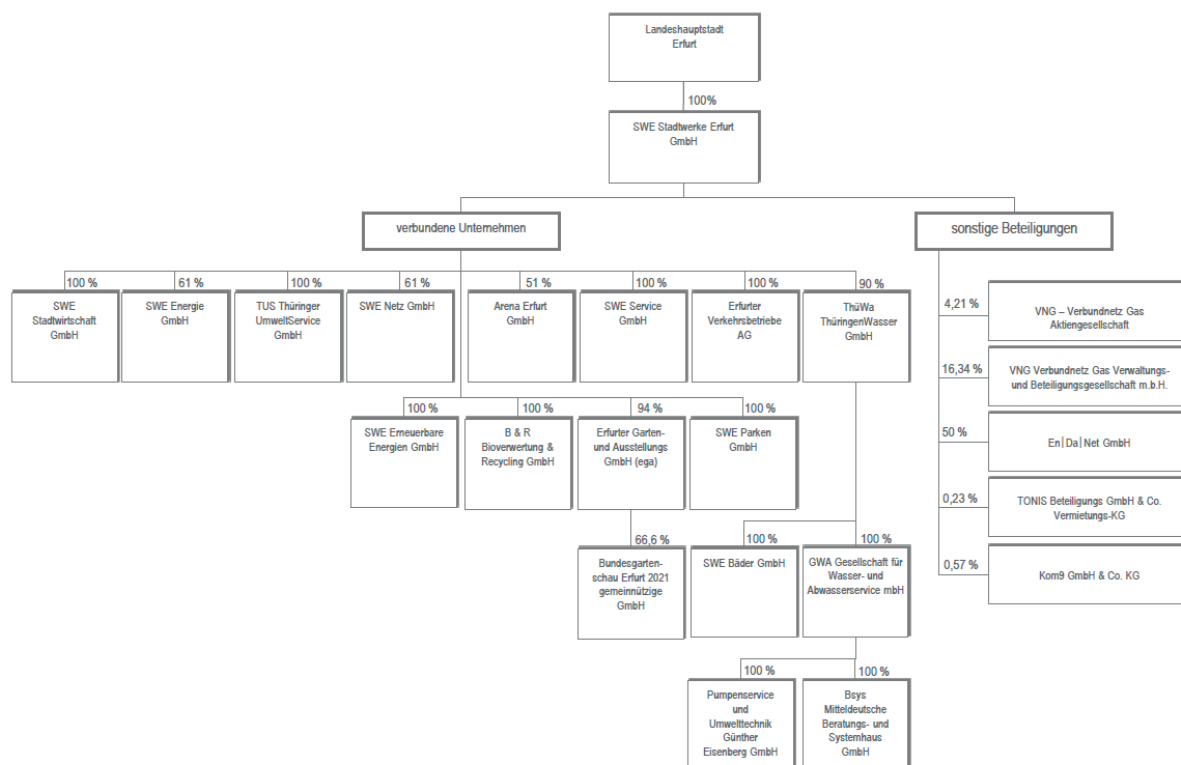 Landeshauptstadt
Erfurt
100%
SWE Stadtwerke Erfurt
GmbH
verbundene Unternehmen
sonstige Beteiligungen
100 %
SWE
Stadtwirtschaft
GmbH
61 %
SWE Energie
GmbH
100 %
TUS Thüringer
UmweltService
GmbH
61 %
SWE Netz GmbH
51 %
Arena Erfurt
GmbH
100 %
SWE Service
GmbH
100 %
Erfurter
Verkehrsbetriebe
AG
90 %
ThüWa
ThüringenWasser
GmbH
4,21 %
VNG – Verbundnetz Gas
Aktiengesellschaft
16,34 %
VNG Verbundnetz Gas Verwaltungs-
und Beteiligungsgesellschaft m.b.H.
50 %
En|Da|Net GmbH
0,23 %
TONIS Beteiligungs GmbH & Co.
Vermietungs-KG
0,57 %
Kom9 GmbH & Co. KG
100 %
SWE Erneuerbare
Energien GmbH
100 %
B & R
Bioverwertung &
Recycling GmbH
94 %
Erfurter Garten-
und Ausstellungs
GmbH (ega)
100 %
SWE Parken
GmbH
66,6 %
Bundesgarten-
schau Erfurt 2021
gemeinnützige
GmbH
100 %
SWE Bäder GmbH
100 %
GWA Gesellschaft für
Wasser- und
Abwasserservice mbH
100 %
Pumpenservice
und
Umwelttechnik
Günther
Eisenberg GmbH
100 %
Bsys
Mitteldeutsche
Beratungs- und
Systemhaus
GmbH